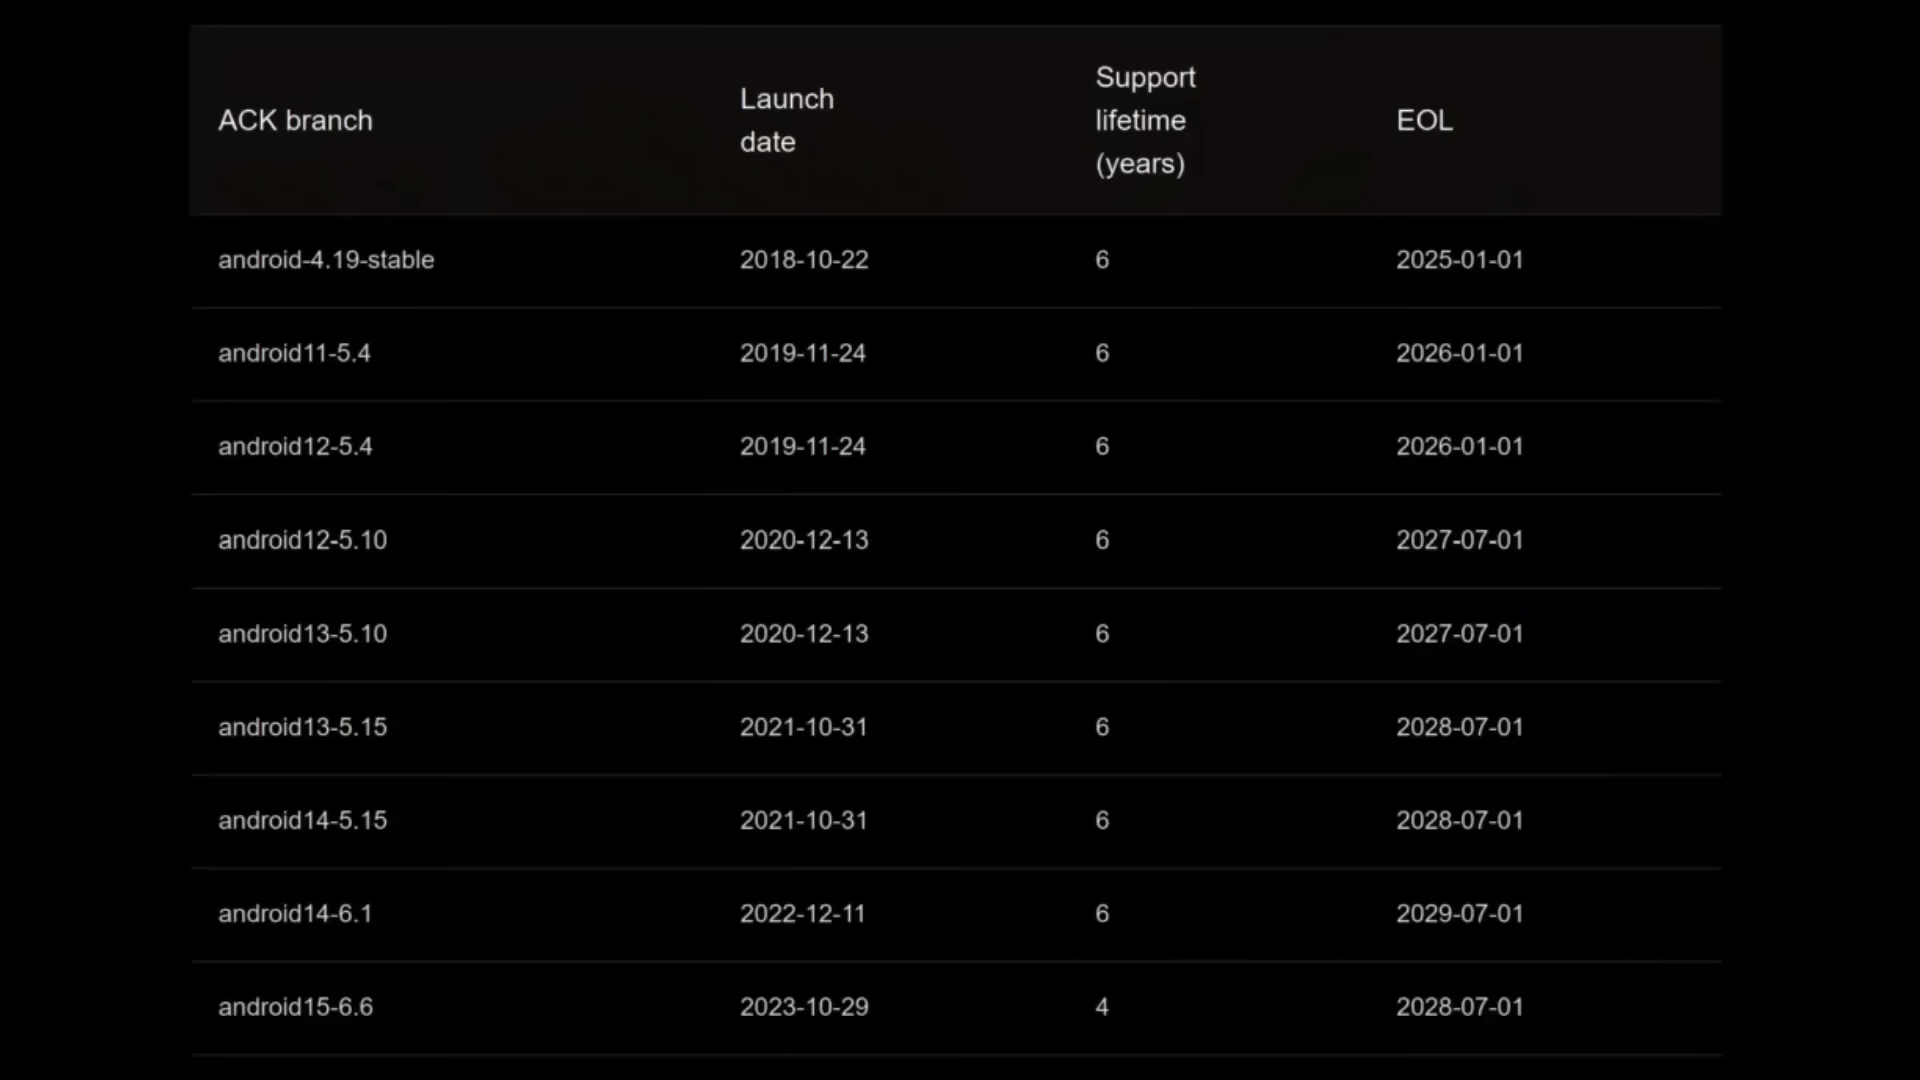 ACK branch
Launch
date
Support
lifetime
(years)
EOL
android-4.19-stable 2018-10-22 6 2025-01-01
android11-5.4 2019-11-24 6 2026-01-01
android12-5.4 2019-11-24 6 2026-01-01
android12-5.10 2020-12-13 6 2027-07-01
android13-5.10 2020-12-13 6 2027-07-01
android13-5.15 2021-10-31 6 2028-07-01
android14-5.15 2021-10-31 6 2028-07-01
android14-6.1 2022-12-11 6 2029-07-01
android15-6.6 2023-10-29 4 2028-07-01